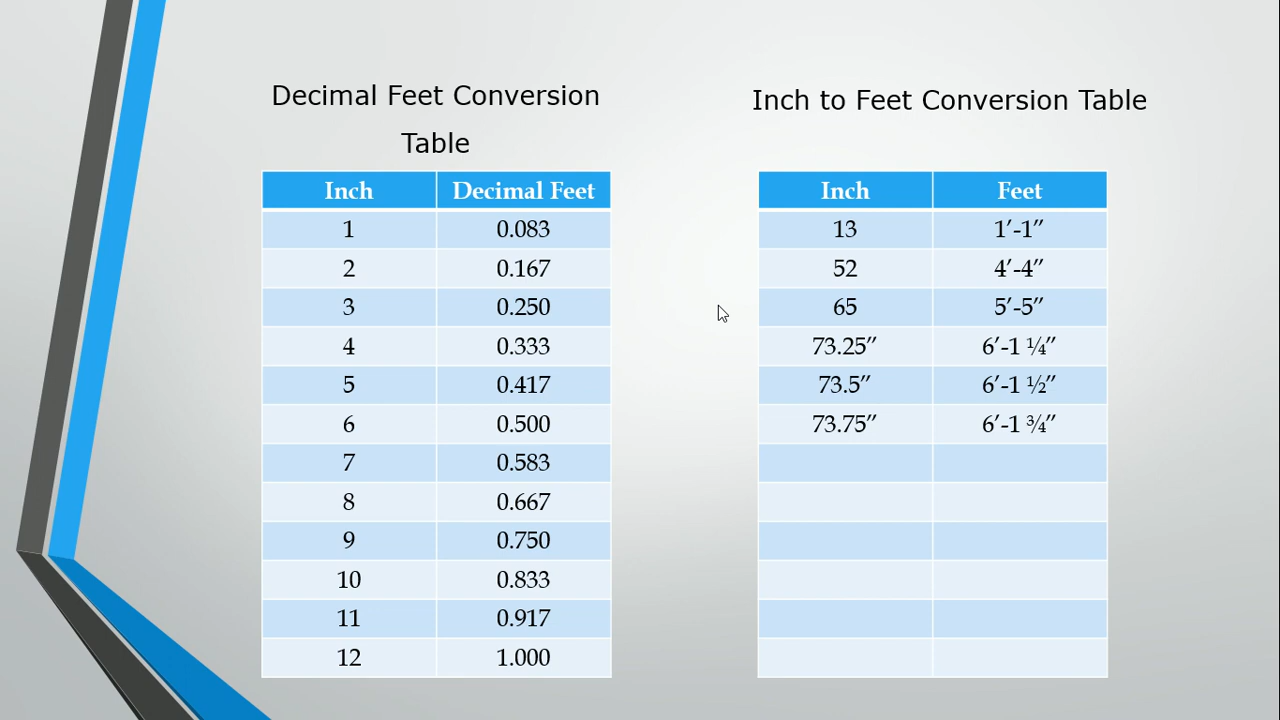 Decimal Feet Conversion
Table
Inch Decimal Feet
1 0.083
2 0.167
3 0.250
4 0.333
5 0.417
6 0.500
7 0.583
8 0.667
9 0.750
10 0.833
11 0.917
12 1.000
Inch to Feet Conversion Table
Inch Feet
13 1′-1″
52 4′-4″
65 5′-5″
73.25″ 6′-1 ¼″
73.5″ 6′-1 ½″
73.75″ 6′-1 ¾″